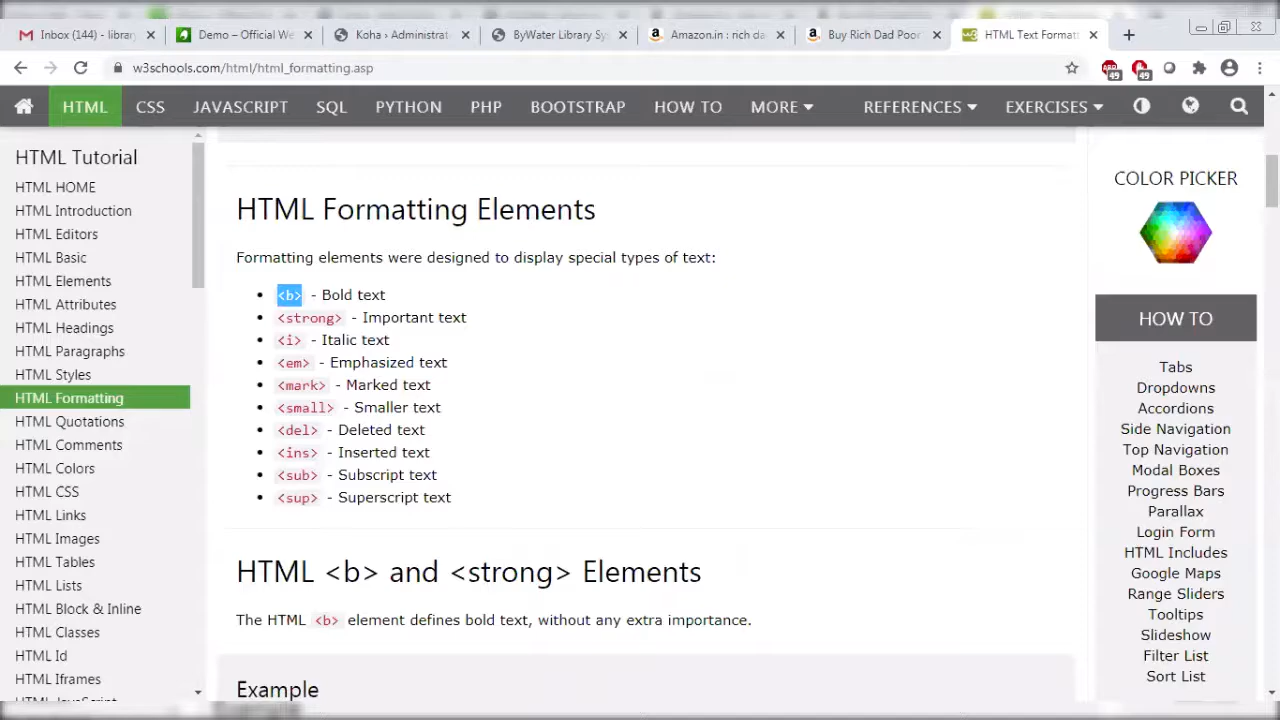 Inbox (144) - library
Demo – Official We
Koha › Administrat
ByWater Library Sy
Amazon.in : rich da
Buy Rich Dad Poor
HTML Text Formatt
w3schools.com/html/html_formatting.asp
49
49
HTML
CSS
JAVASCRIPT
SQL
PYTHON
PHP
BOOTSTRAP
HOW TO
MORE
REFERENCES
EXERCISES
HTML Tutorial
HTML HOME
HTML Introduction
HTML Editors
HTML Basic
HTML Elements
HTML Attributes
HTML Headings
HTML Paragraphs
HTML Styles
HTML Formatting
HTML Quotations
HTML Comments
HTML Colors
HTML CSS
HTML Links
HTML Images
HTML Tables
HTML Lists
HTML Block & Inline
HTML Classes
HTML Id
HTML Iframes
HTML JavaScript
HTML Formatting Elements
Formatting elements were designed to display special types of text:
<b> - Bold text
<strong> - Important text
<i> - Italic text
<em> - Emphasized text
<mark> - Marked text
<small> - Smaller text
<del> - Deleted text
<ins> - Inserted text
<sub> - Subscript text
<sup> - Superscript text
HTML <b> and <strong> Elements
The HTML <b> element defines bold text, without any extra importance.
Example
COLOR PICKER
HOW TO
Tabs
Dropdowns
Accordions
Side Navigation
Top Navigation
Modal Boxes
Progress Bars
Parallax
Login Form
HTML Includes
Google Maps
Range Sliders
Tooltips
Slideshow
Filter List
Sort List